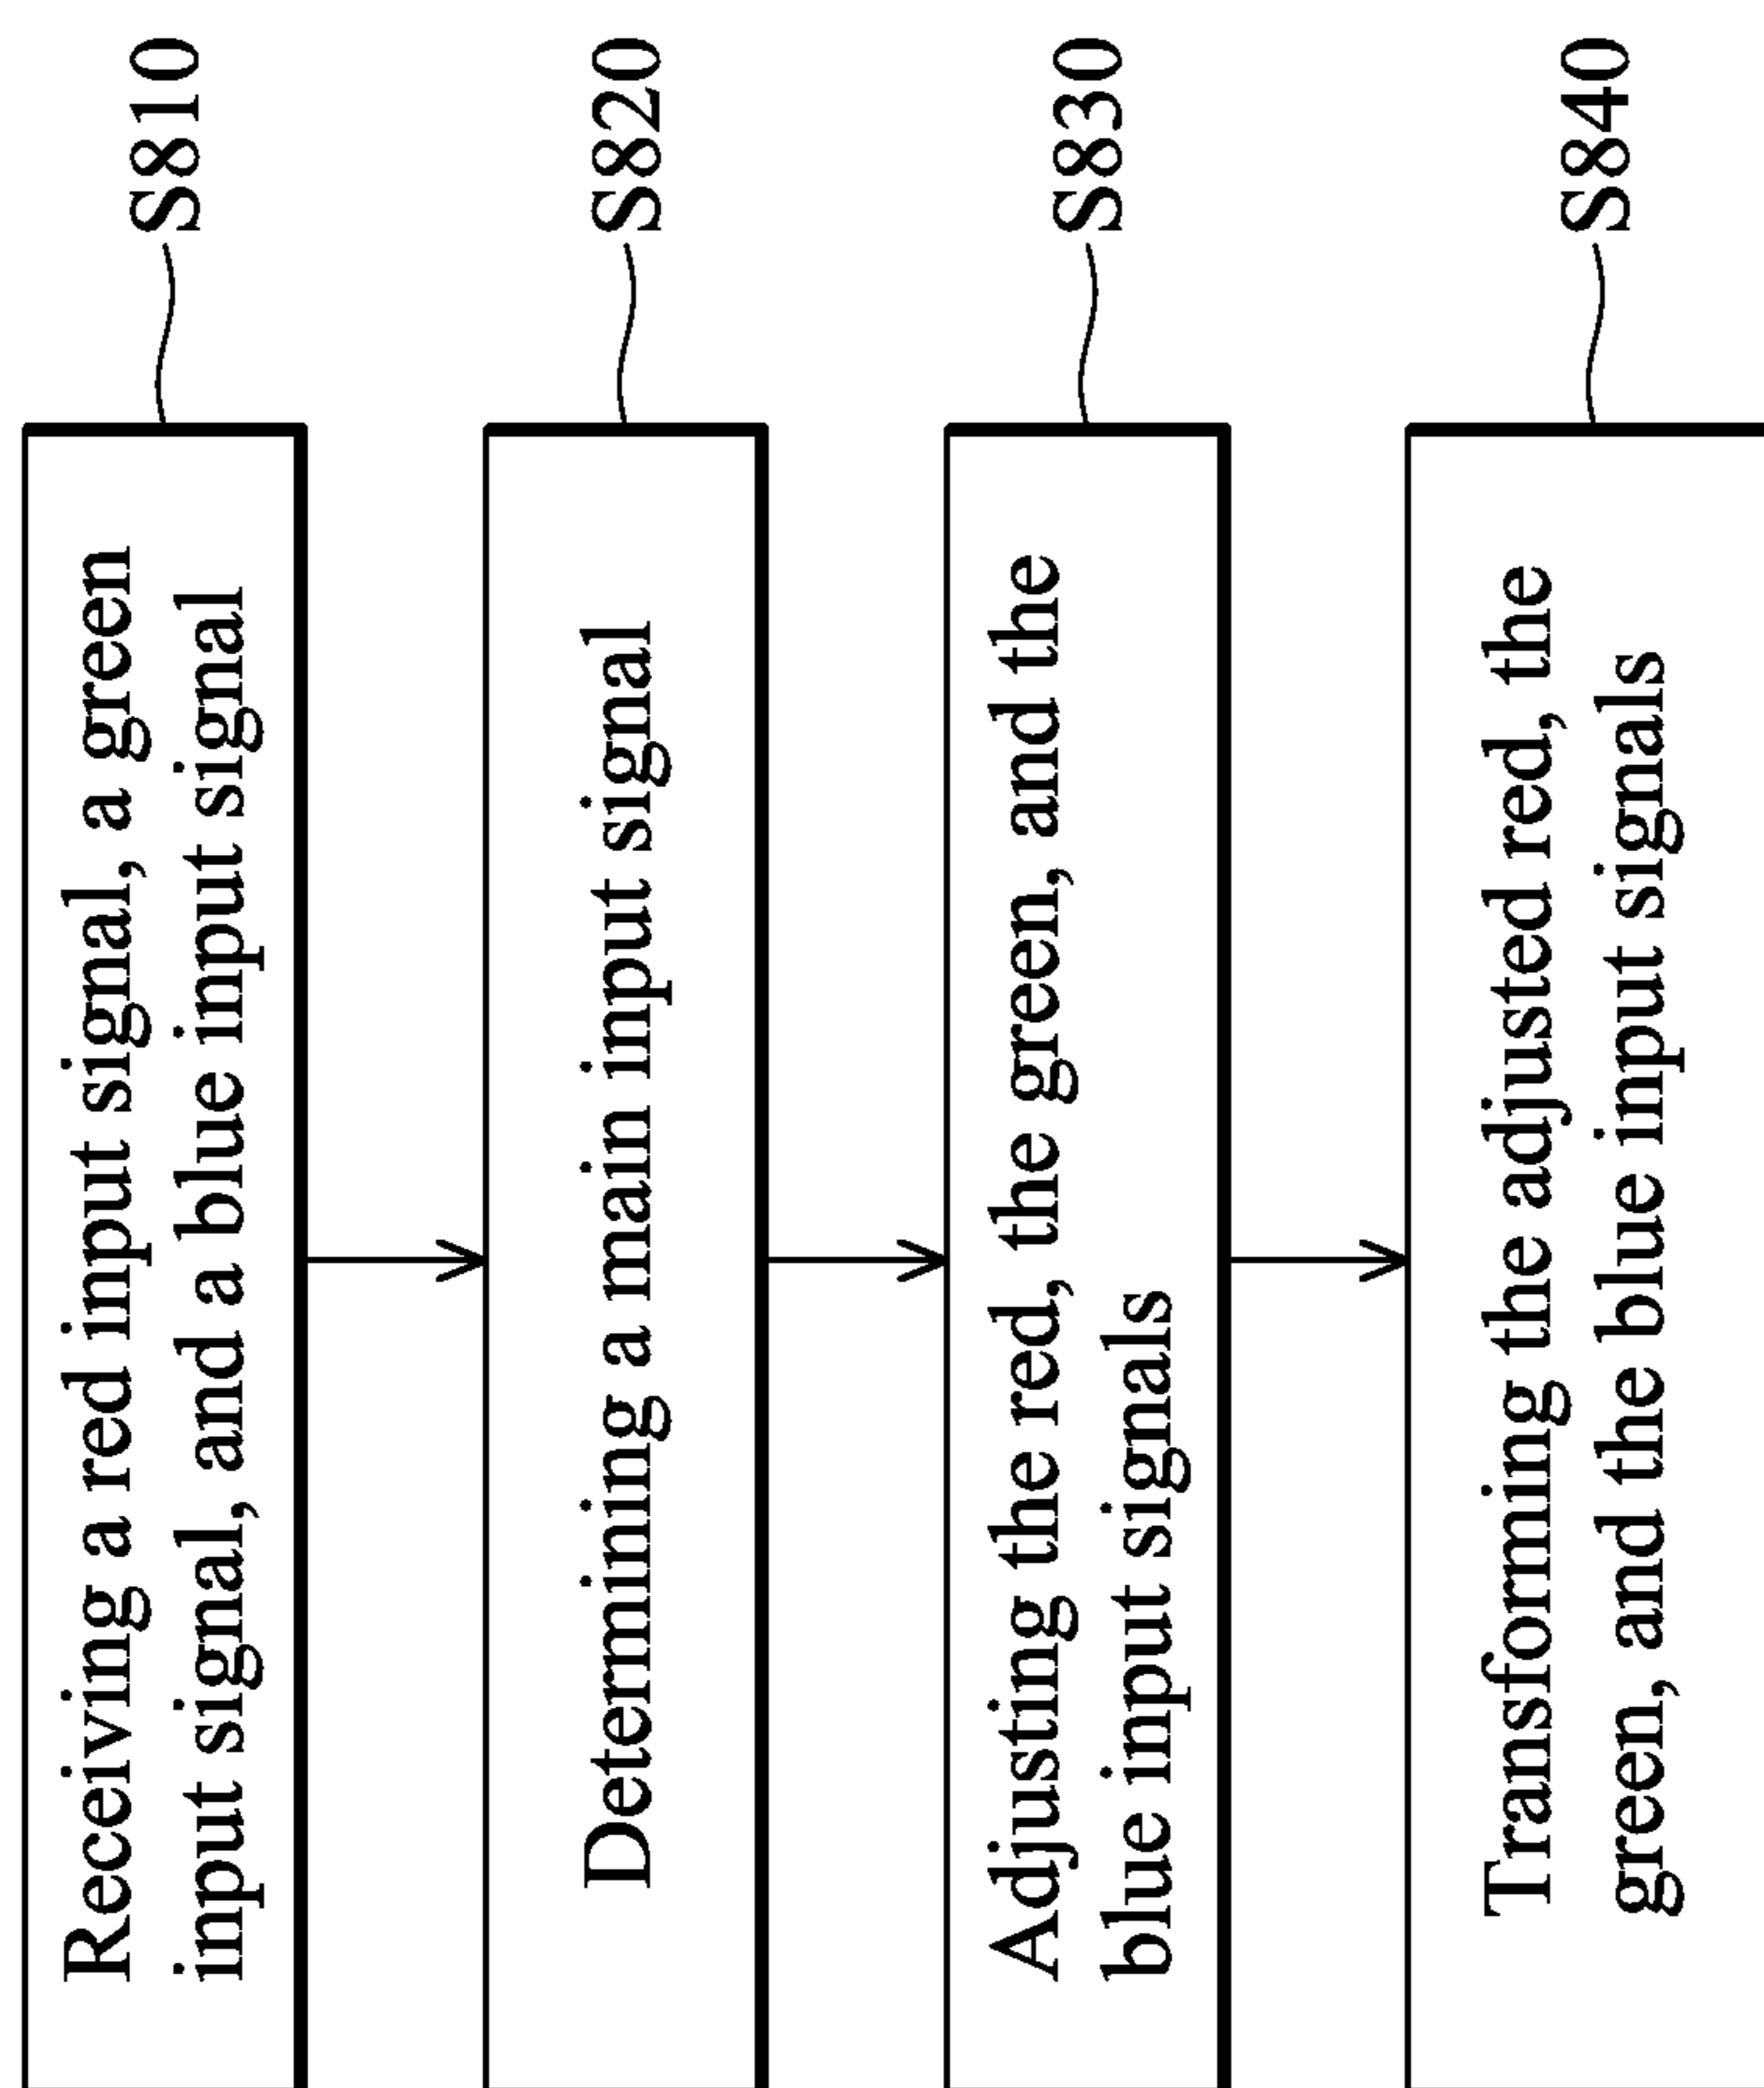 Receiving a red input signal, a green
input signal, and a blue input signal
S810
Determining a main input signal
S820
Adjusting the red, the green, and the
blue input signals
S830
Transforming the adjusted red, the
green, and the blue input signals
S840